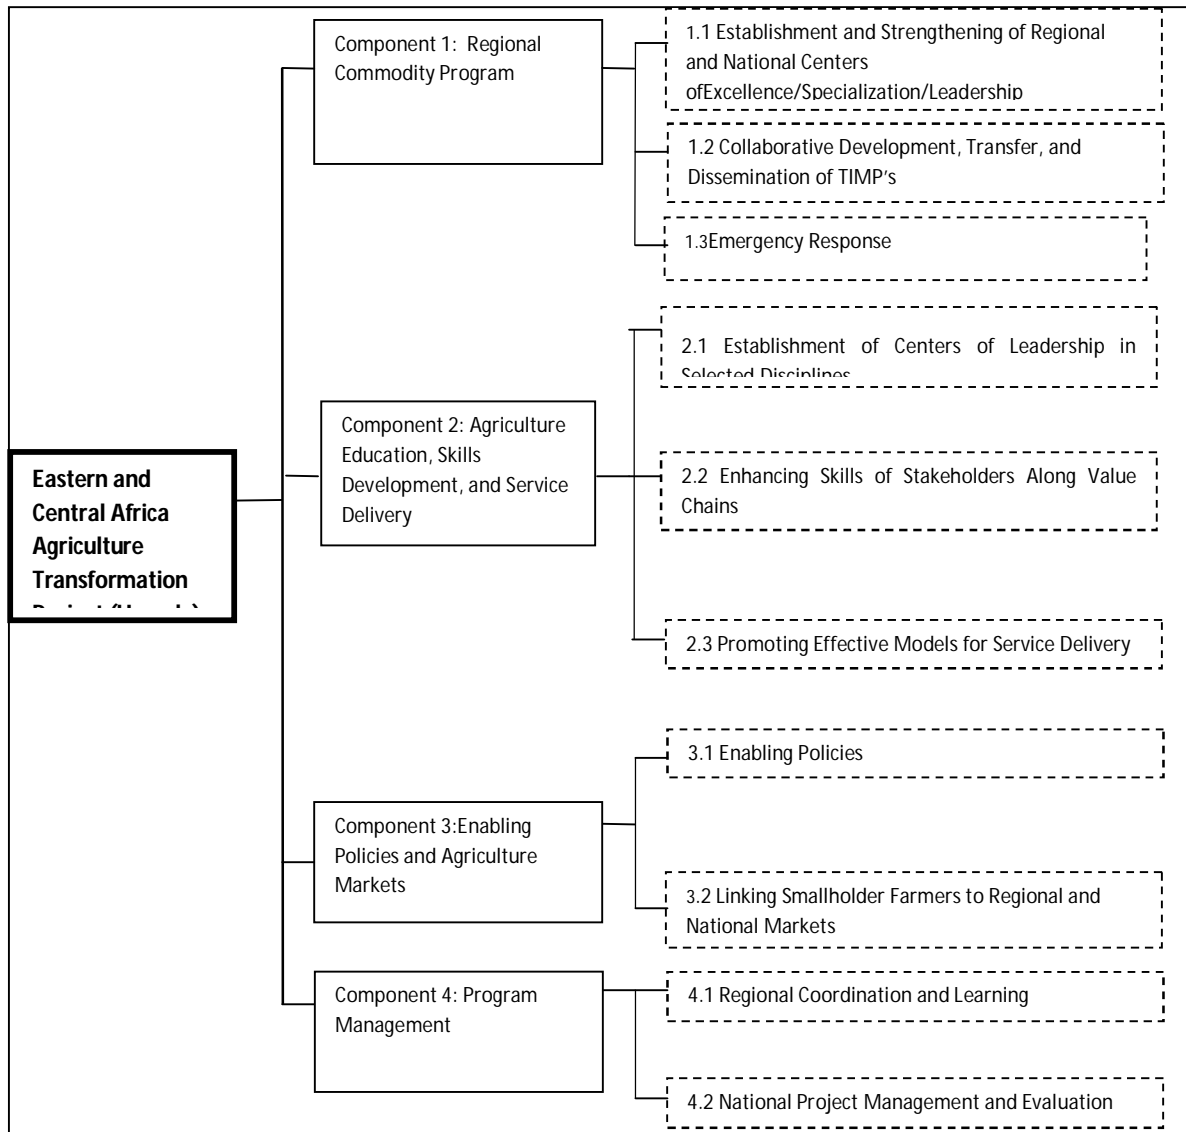 Eastern and
Central Africa
Agriculture
Transformation
Component 1: Regional
Commodity Program
1.1 Establishment and Strengthening of Regional
and National Centers
ofExcellence/Specialization/Leadership
1.2 Collaborative Development, Transfer, and
Dissemination of TIMP's
1.3Emergency Response
Component 2: Agriculture
Education, Skills
Development, and Service
Delivery
2.1 Establishment of Centers of Leadership in
Selected Disciplines
2.2 Enhancing Skills of Stakeholders Along Value
Chains
2.3 Promoting Effective Models for Service Delivery
Component 3:Enabling
Policies and Agriculture
Markets
3.1 Enabling Policies
3.2 Linking Smallholder Farmers to Regional and
National Markets
Component 4: Program
Management
4.1 Regional Coordination and Learning
4.2 National Project Management and Evaluation